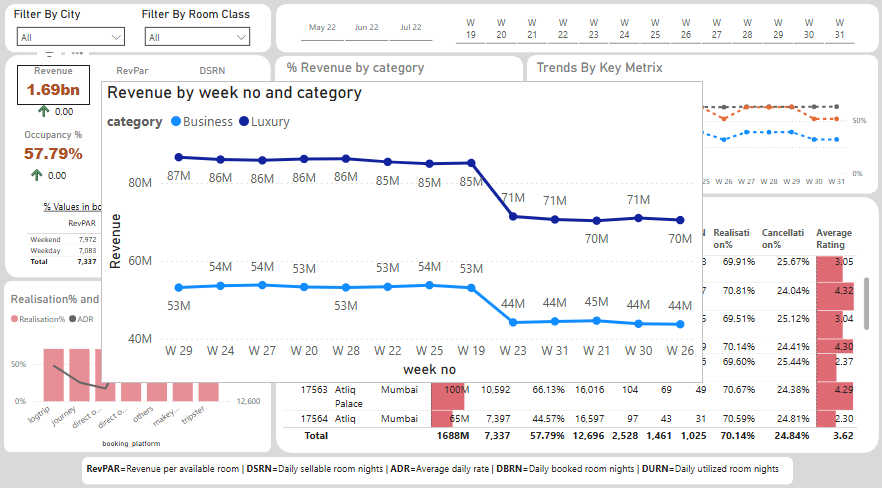 Filter By City
Filter By Room Class
All
All
May 22 Jun 22 Jul 22
W 19 W 20 W 21 W 22 W 23 W 24 W 25 W 26 W 27 W 28 W 29 W 30 W 31
Revenue RevPar DSRN
1.69bn
0.00
Occupancy %
57.79%
0.00
% Values in bo
RevPAR
Weekend 7,972
Weekday 7,083
Total 7,337
% Revenue by category
Trends By Key Metrix
50%
0%
25 W 26 W 27 W 28 W 29 W 30 W 31
Revenue by week no and category
category Business Luxury
Revenue
80M
60M
40M
87M 86M 86M 86M 86M 85M 85M 85M 71M 71M 70M 71M 70M
53M 54M 54M 53M 53M 53M 54M 53M 44M 44M 45M 44M 44M
W 29 W 24 W 27 W 20 W 28 W 22 W 25 W 19 W 23 W 31 W 21 W 30 W 26
week no
Realisation% and
Realisation% ADR
50%
0%
12,600
logtrip journey direct o... direct o... others makey... tripster
booking_platform
Realisati on% Cancellati on% Average Rating
69.91% 25.67% 3.05
70.81% 24.04% 4.32
69.51% 25.12% 3.04
70.14% 24.41% 4.30
69.60% 25.44% 2.37
17563 Atliq Palace Mumbai 100M 10,592 66.13% 16,016 104 69 49 70.67% 24.38% 4.29
17564 Atliq Mumbai 65M 7,397 44.57% 16,597 97 43 31 70.59% 24.81% 2.30
Total 1688M 7,337 57.79% 12,696 2,528 1,461 1,025 70.14% 24.84% 3.62
RevPAR=Revenue per available room | DSRN=Daily sellable room nights | ADR=Average daily rate | DBRN=Daily booked room nights | DURN=Daily utilized room nights